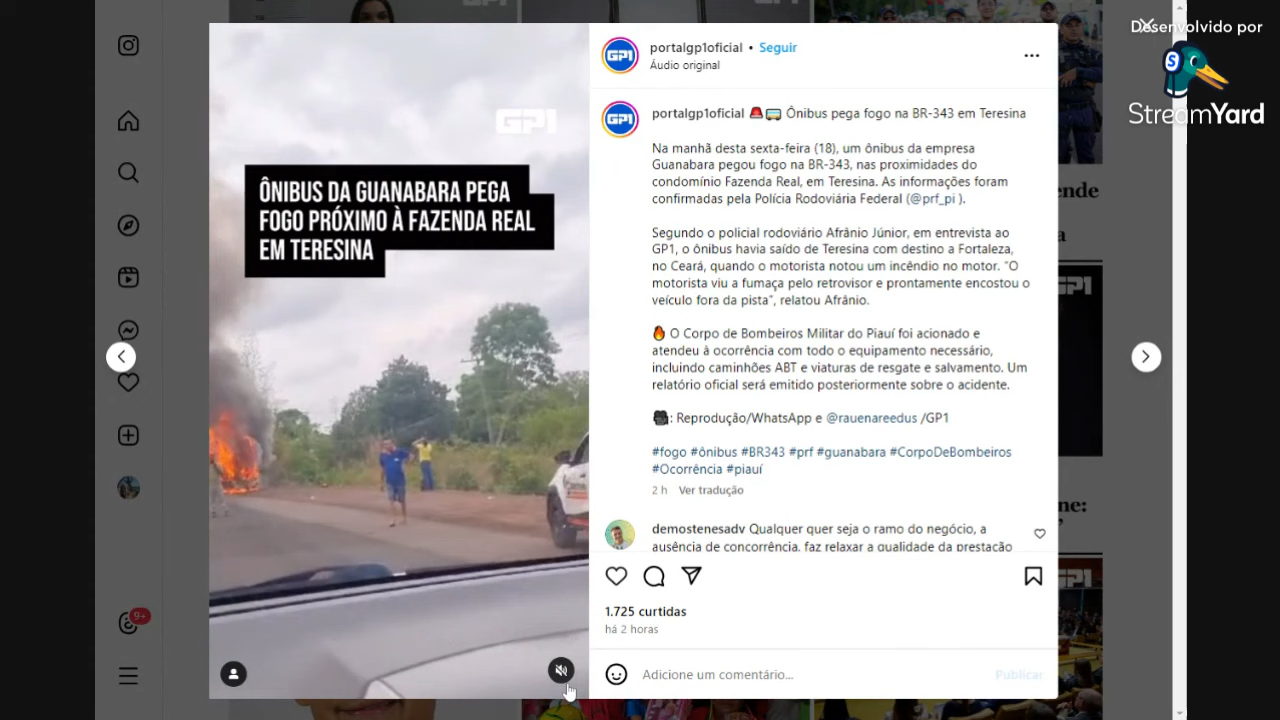 GP1
ÔNIBUS DA GUANABARA PEGA
FOGO PRÓXIMO À FAZENDA REAL
EM TERESINA
GP1
portalgp1oficial • Seguir
Áudio original
GP1
portalgp1oficial 🚨🚍 Ônibus pega fogo na BR-343 em Teresina
Na manhã desta sexta-feira (18), um ônibus da empresa
Guanabara pegou fogo na BR-343, nas proximidades do
condomínio Fazenda Real, em Teresina. As informações foram
confirmadas pela Polícia Rodoviária Federal (@prf_pi ).
Segundo o policial rodoviário Afrânio Júnior, em entrevista ao
GP1, o ônibus havia saído de Teresina com destino a Fortaleza,
no Ceará, quando o motorista notou um incêndio no motor. “O
motorista viu a fumaça pelo retrovisor e prontamente encostou o
veículo fora da pista”, relatou Afrânio.
🔥 O Corpo de Bombeiros Militar do Piauí foi acionado e
atendeu à ocorrência com todo o equipamento necessário,
incluindo caminhões ABT e viaturas de resgate e salvamento. Um
relatório oficial será emitido posteriormente sobre o acidente.
🎥: Reprodução/WhatsApp e @rauenareedus /GP1
#fogo #ônibus #BR343 #prf #guanabara #CorpoDeBombeiros
#Ocorrência #piauí
2 h Ver tradução
demostenesadv Qualquer quer seja o ramo do negócio, a
ausência de concorrência, faz relaxar a qualidade da prestação
1.725 curtidas
há 2 horas
Adicione um comentário...
Publicar
9+
Desenvolvido por
S
StreamYard